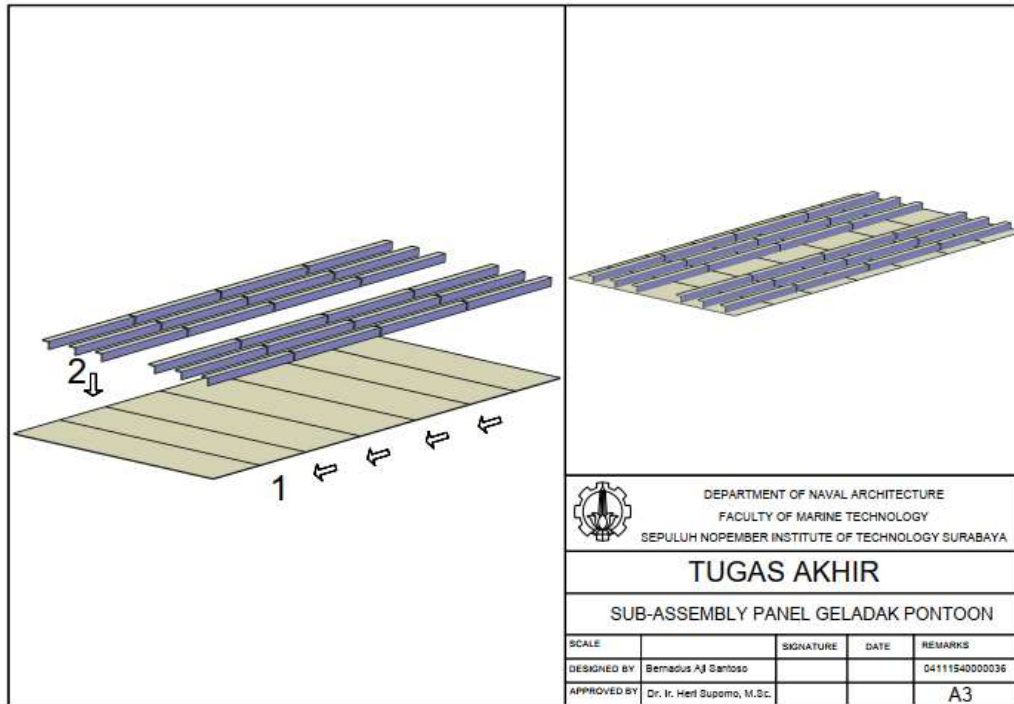 2
1
DEPARTMENT OF NAVAL ARCHITECTURE
FACULTY OF MARINE TECHNOLOGY
SEPULUH NOPEMBER INSTITUTE OF TECHNOLOGY SURABAYA
TUGAS AKHIR
SUB-ASSEMBLY PANEL GELADAK PONTOON
SCALE SIGNATURE DATE REMARKS
DESIGNED BY Bernadus Aji Santoso 04111540000036
APPROVED BY Dr. Ir. Heri Supomo, M.Sc. A3